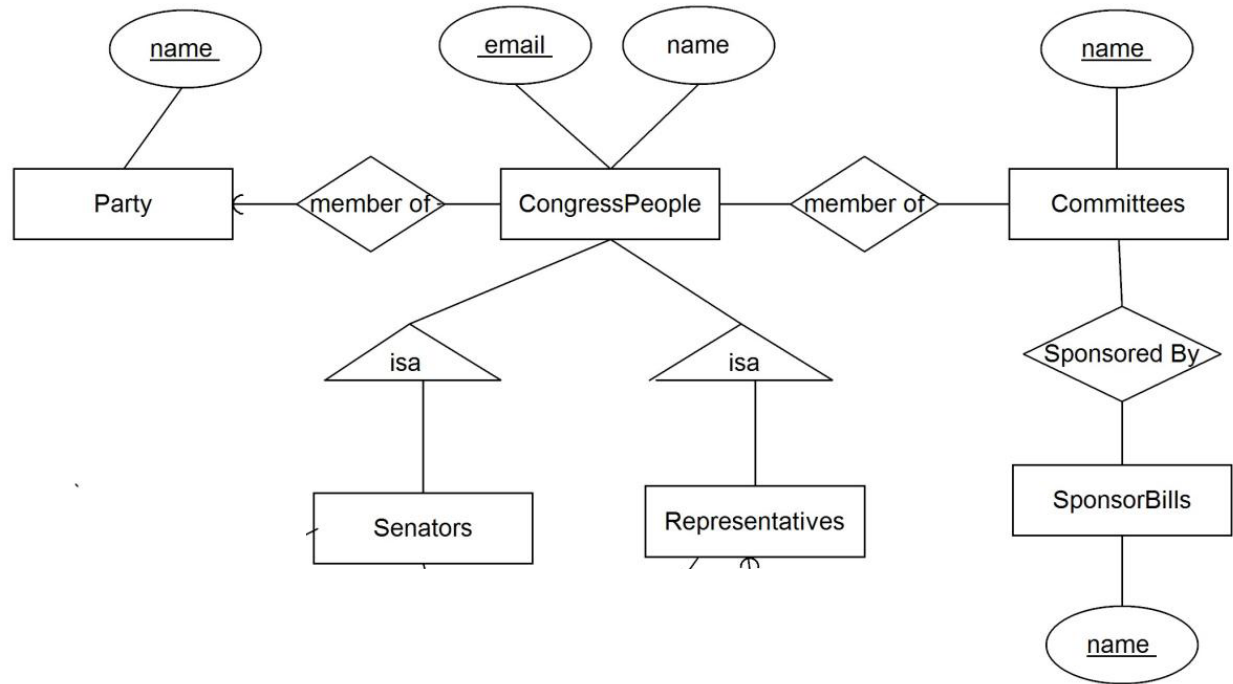 name
email
name
name
Party
member of
CongressPeople
member of
Committees
isa
isa
Sponsored By
Senators
Representatives
SponsorBills
name